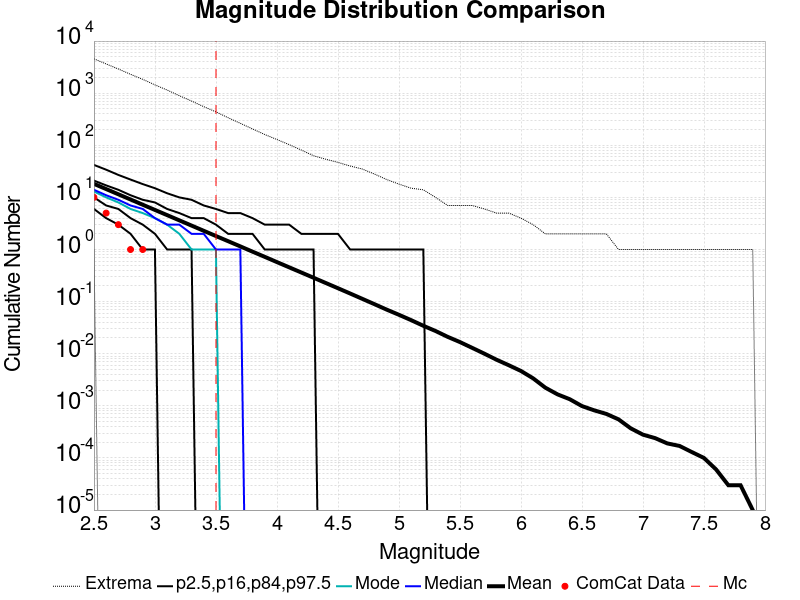 Magnitude Distribution Comparison
10^4
10^3
10^2
10^1
10^0
10^-1
10^-2
10^-3
10^-4
10^-5
Cumulative Number
2.5 3 3.5 4 4.5 5 5.5 6 6.5 7 7.5 8
Magnitude
Extrema p2.5,p16,p84,p97.5 Mode Median Mean ComCat Data Mc